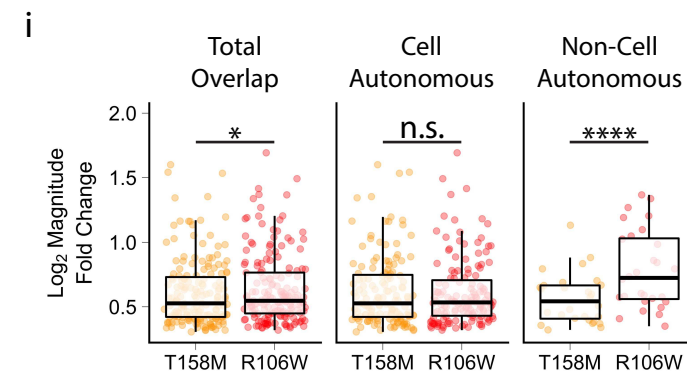 i
Total
Overlap
Cell
Autonomous
Non-Cell
Autonomous
Log₂ Magnitude
Fold Change
2.0
1.5
1.0
0.5
*
n.s.
****
T158M R106W
T158M R106W
T158M R106W